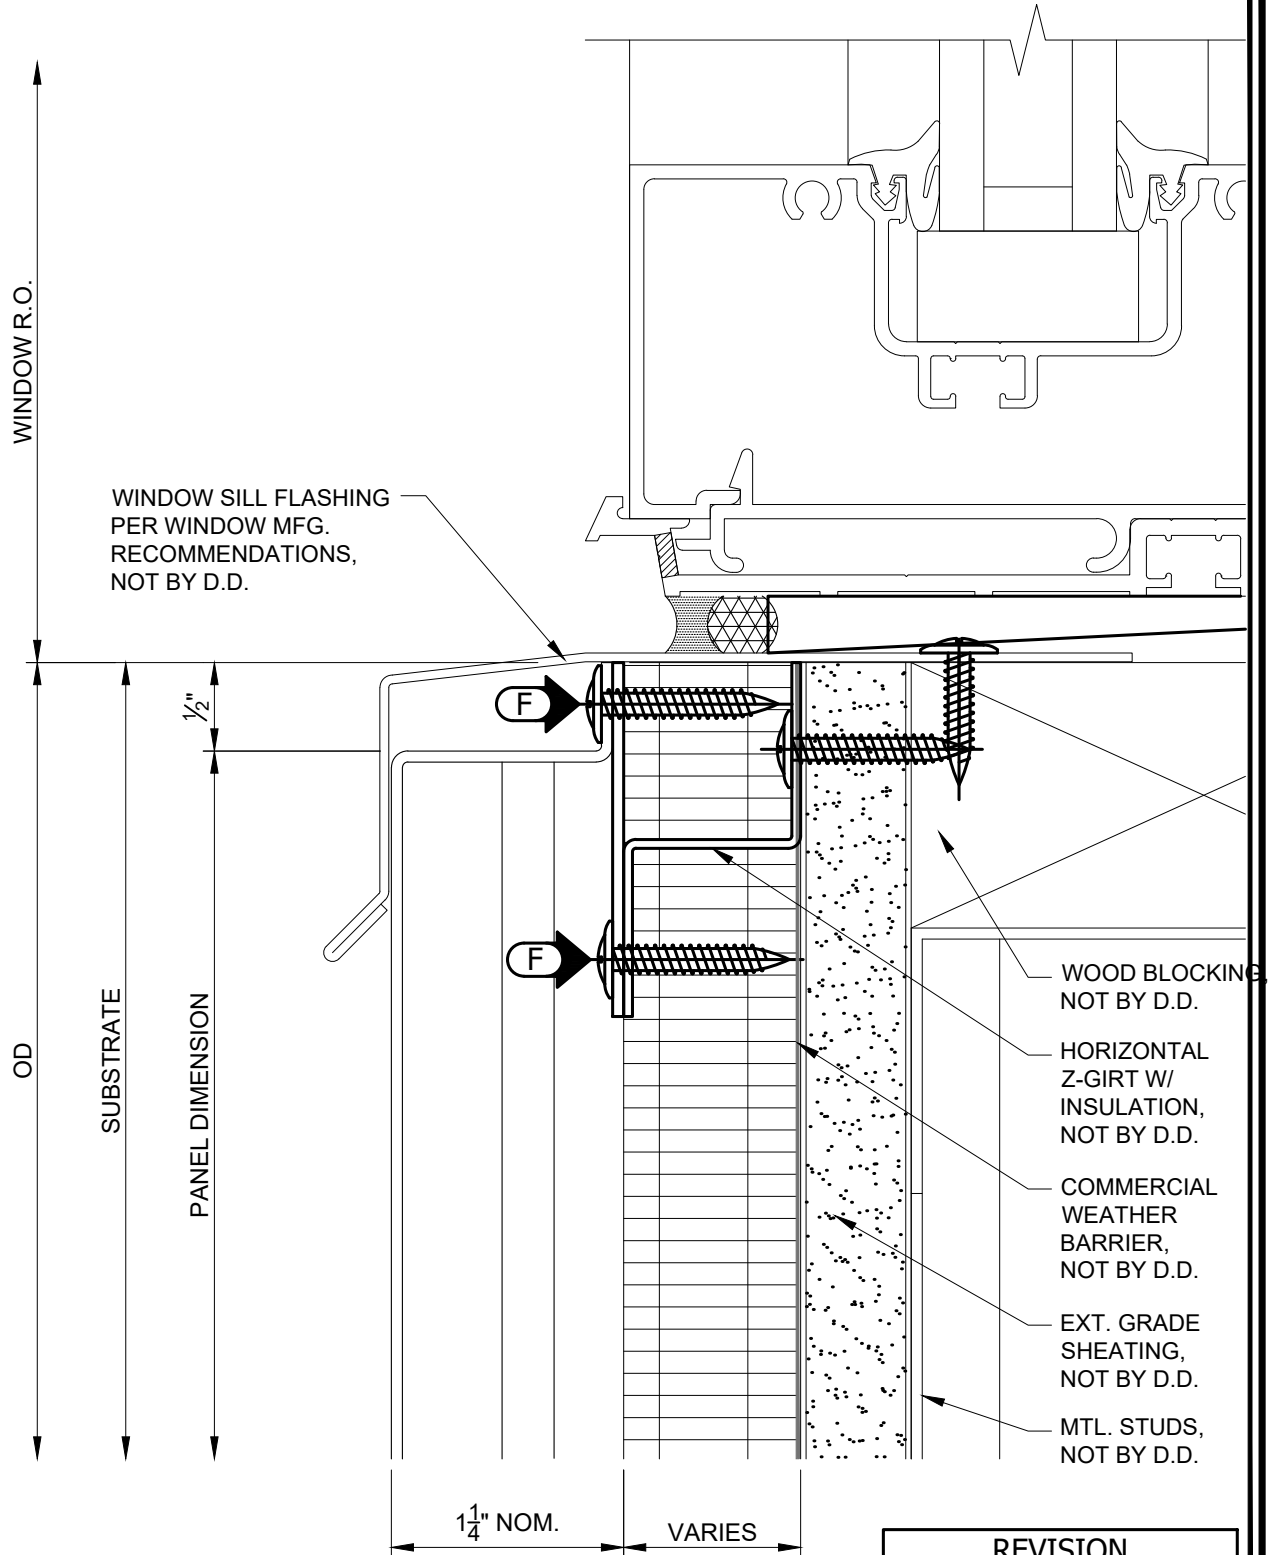 WINDOW R.O.
WINDOW SILL FLASHING
PER WINDOW MFG.
RECOMMENDATIONS,
NOT BY D.D.
½"
F
F
OD
SUBSTRATE
PANEL DIMENSION
WOOD BLOCKING,
NOT BY D.D.
HORIZONTAL
Z-GIRT W/
INSULATION,
NOT BY D.D.
COMMERCIAL
WEATHER
BARRIER,
NOT BY D.D.
EXT. GRADE
SHEATING,
NOT BY D.D.
MTL. STUDS,
NOT BY D.D.
1¼" NOM.
VARIES
REVISION